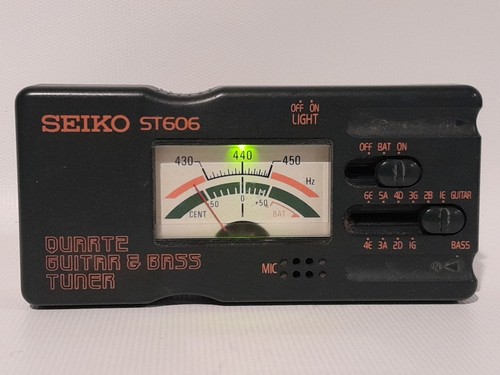 SEIKO ST606
OFF ON
LIGHT
430 440 450
Hz
-50 0 +50
CENT
BAT
OFF BAT ON
6E 5A 4D 3G 2B 1E GUITAR
4E 3A 2D 1G BASS
QUARTZ
GUITAR & BASS
TUNER
MIC